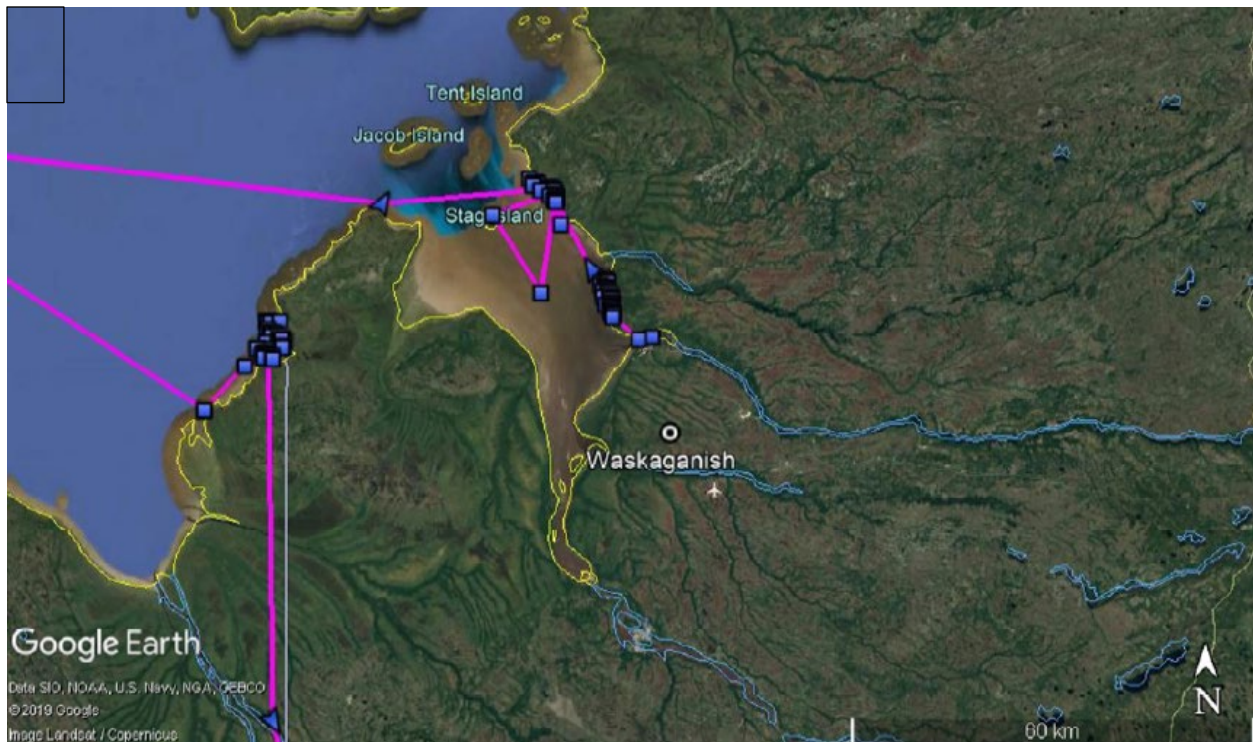 Tent Island
Jacob Island
Stag Island
Waskaganish
Google Earth
Data SIO, NOAA, U.S. Navy, NGA, GEBCO
© 2019 Google
Image Landsat / Copernicus
60 km
N